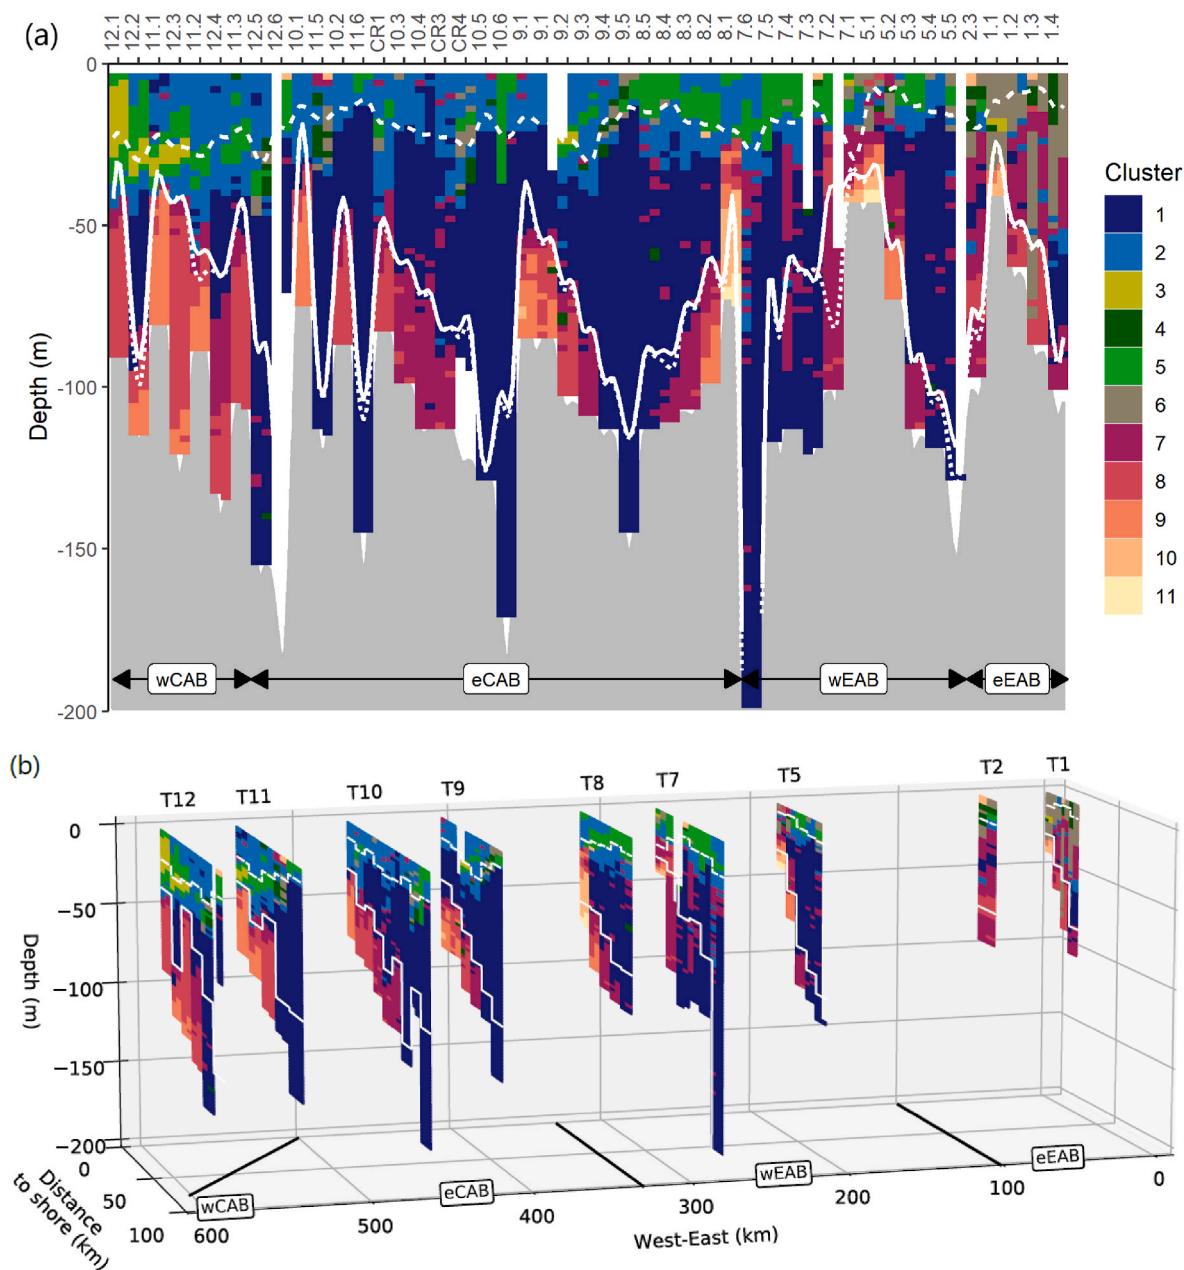 (a)
12.1 12.2 11.1 12.3 11.2 12.4 11.3 12.5 12.6 10.1 11.5 10.2 11.6 CR1 10.3 10.4 CR3 CR4 10.5 10.6 9.1 9.1 9.2 9.3 9.4 9.5 8.5 8.4 8.3 8.2 8.1 7.6 7.5 7.4 7.3 7.2 7.1 5.2 5.3 5.4 5.5 2.3 1.1 1.2 1.3 1.4
0
-50
-100
-150
-200
Depth (m)
wCAB eCAB wEAB eEAB
Cluster
1
2
3
4
5
6
7
8
9
10
11
(b)
T12 T11 T10 T9 T8 T7 T5 T2 T1
0
−50
−100
−150
−200
Depth (m)
0
50
100
Distance
to shore (km)
wCAB eCAB wEAB eEAB
600 500 400 300 200 100 0
West-East (km)